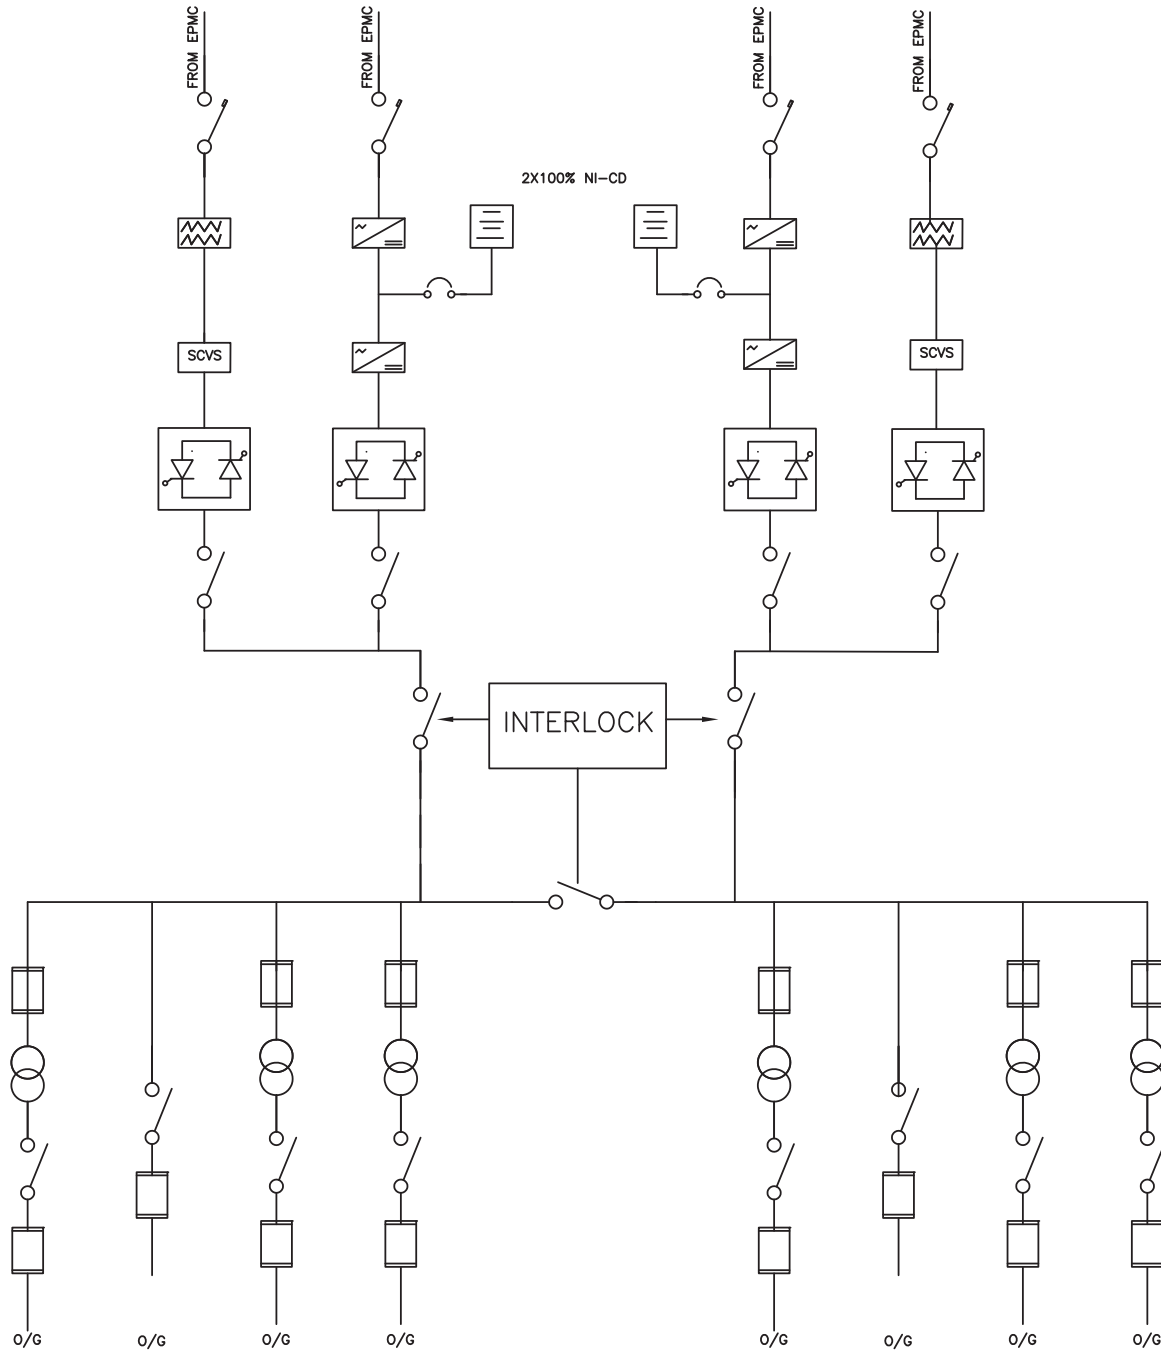 FROM EPMC
FROM EPMC
FROM EPMC
FROM EPMC
2X100% NI-CD
SCVS
SCVS
INTERLOCK
O/G
O/G
O/G
O/G
O/G
O/G
O/G
O/G